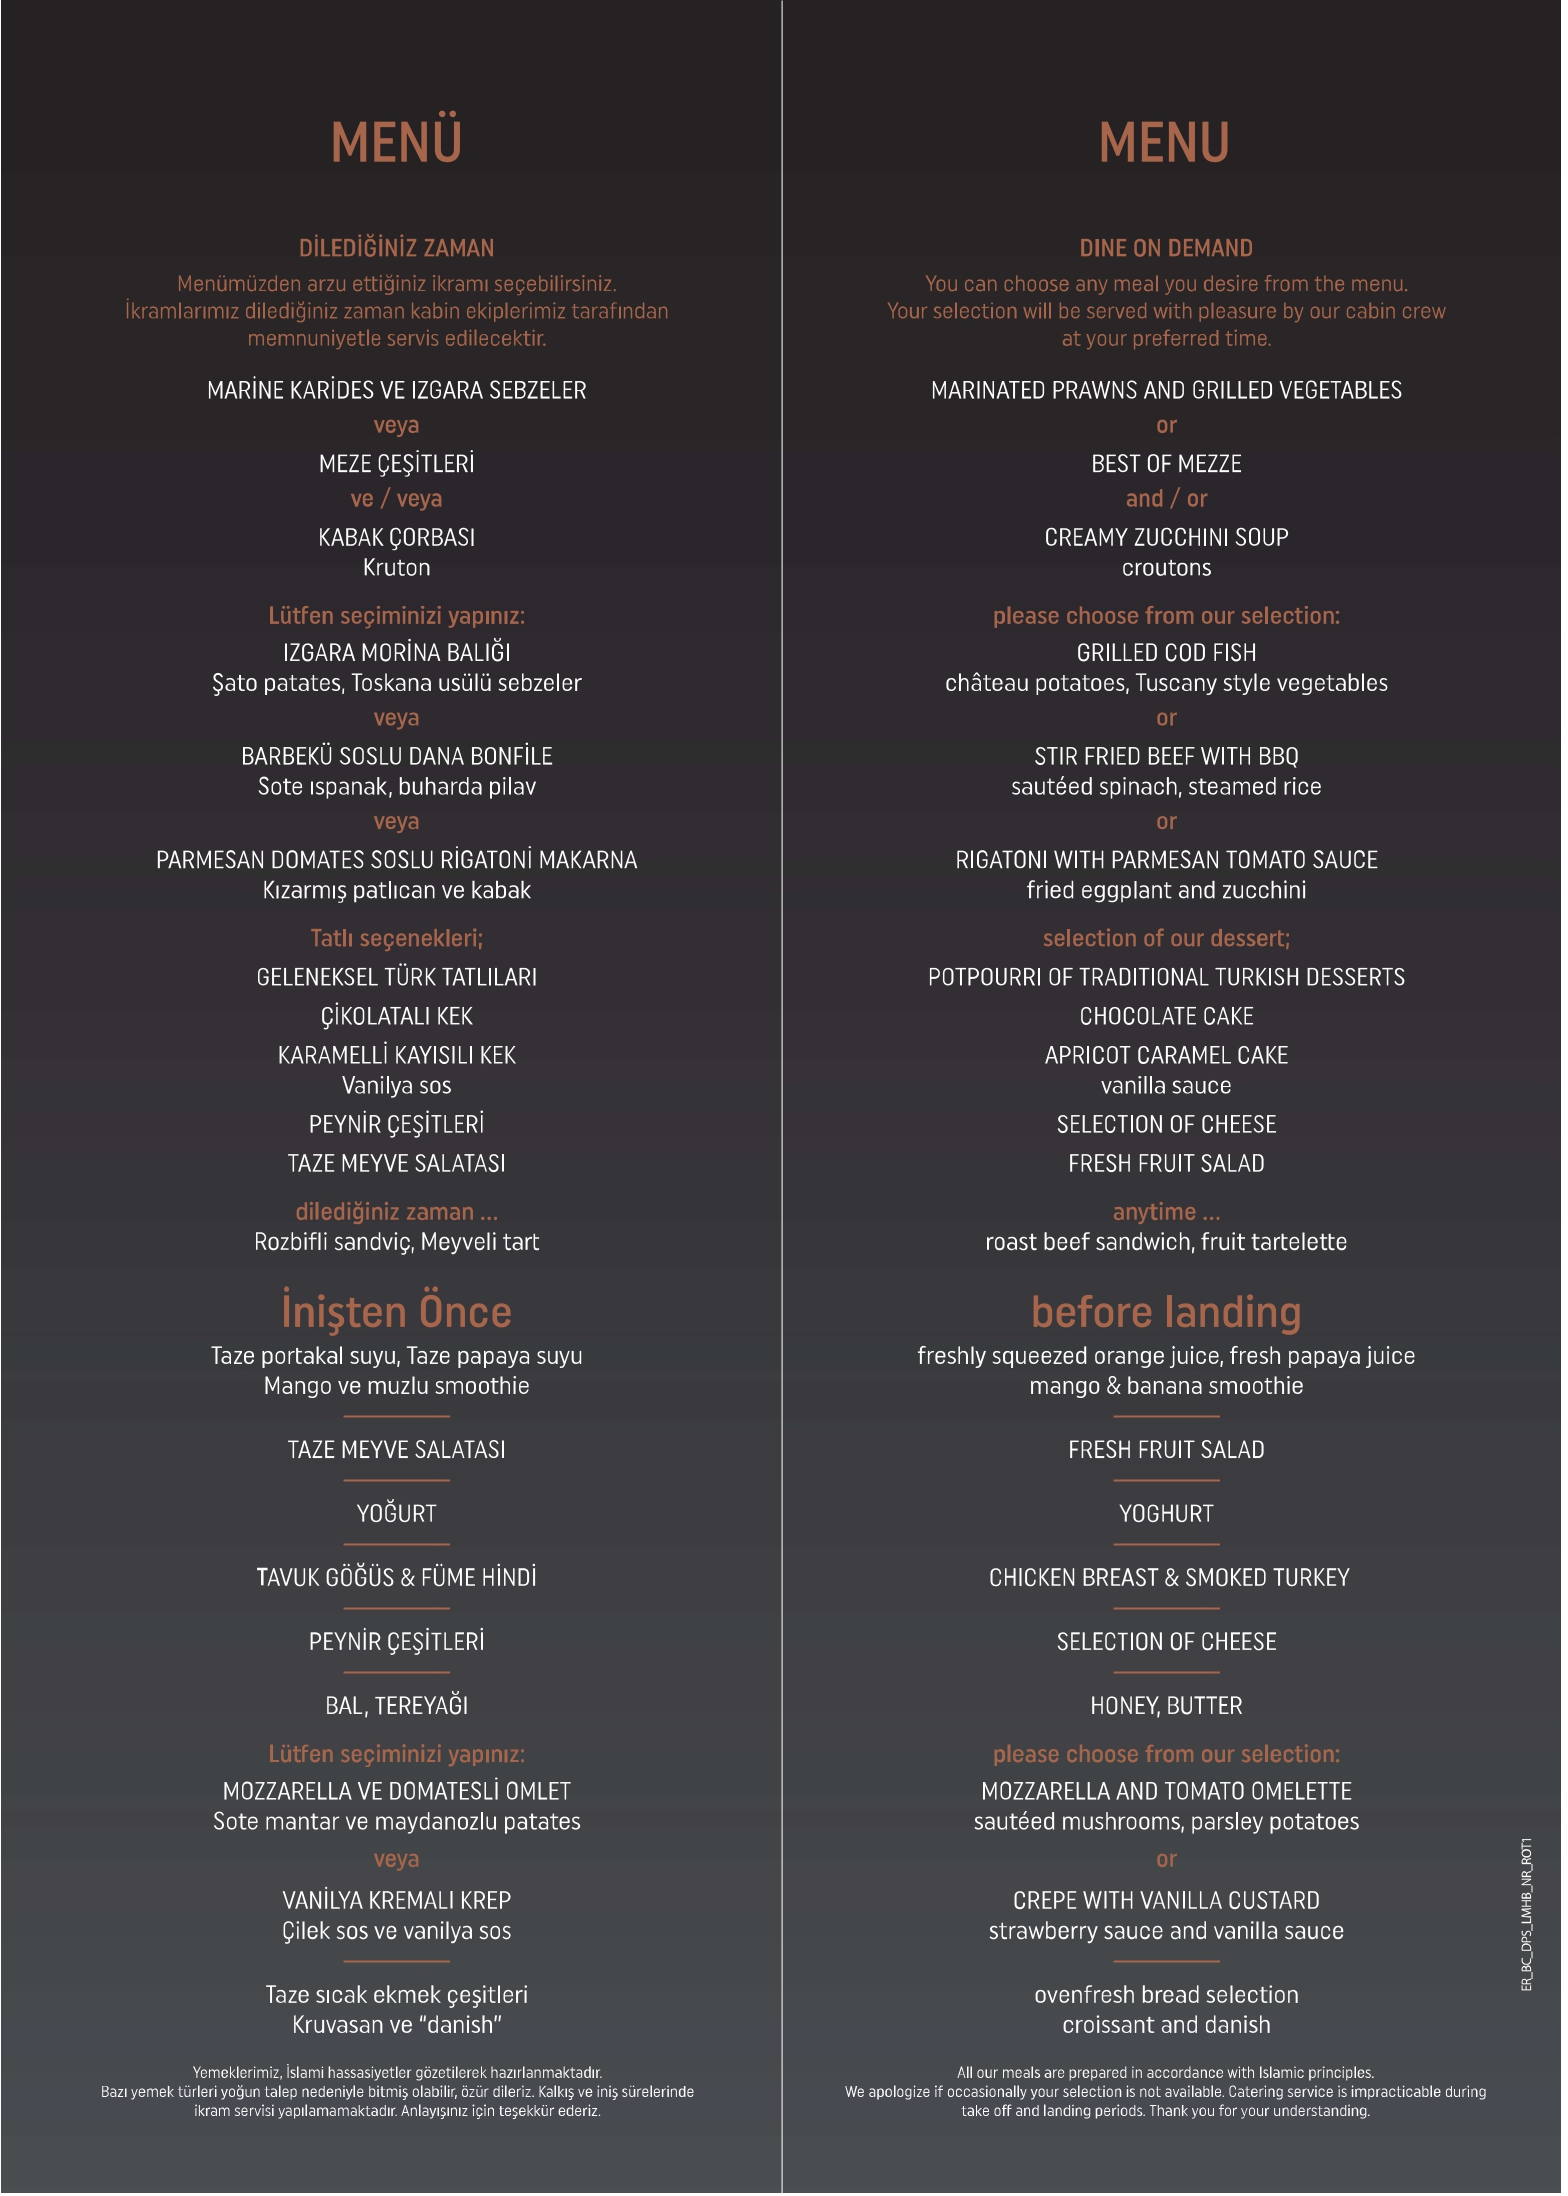 MENÜ
DİLEDİĞİNİZ ZAMAN
Menümüzden arzu ettiğiniz ikramı seçebilirsiniz.
İkramlarımız dilediğiniz zaman kabin ekiplerimiz tarafından
memnuniyetle servis edilecektir.
MARİNE KARİDES VE IZGARA SEBZELER
veya
MEZE ÇEŞİTLERİ
ve / veya
KABAK ÇORBASI
Kruton
Lütfen seçiminizi yapınız:
IZGARA MORİNA BALIĞI
Şato patates, Toskana usülü sebzeler
veya
BARBEKÜ SOSLU DANA BONFİLE
Sote ıspanak, buharda pilav
veya
PARMESAN DOMATES SOSLU RİGATONİ MAKARNA
Kızarmış patlıcan ve kabak
Tatlı seçenekleri;
GELENEKSEL TÜRK TATLILARI
ÇİKOLATALI KEK
KARAMELLİ KAYISILI KEK
Vanilya sos
PEYNİR ÇEŞİTLERİ
TAZE MEYVE SALATASI
dilediğiniz zaman ...
Rozbifli sandviç, Meyveli tart
İnişten Önce
Taze portakal suyu, Taze papaya suyu
Mango ve muzlu smoothie
TAZE MEYVE SALATASI
YOĞURT
TAVUK GÖĞÜS & FÜME HİNDİ
PEYNİR ÇEŞİTLERİ
BAL, TEREYAĞI
Lütfen seçiminizi yapınız:
MOZZARELLA VE DOMATESLİ OMLET
Sote mantar ve maydanozlu patates
veya
VANİLYA KREMALI KREP
Çilek sos ve vanilya sos
Taze sıcak ekmek çeşitleri
Kruvasan ve “danish”
Yemeklerimiz, İslami hassasiyetler gözetilerek hazırlanmaktadır.
Bazı yemek türleri yoğun talep nedeniyle bitmiş olabilir, özür dileriz. Kalkış ve iniş sürelerinde
ikram servisi yapılamamaktadır. Anlayışınız için teşekkür ederiz.
MENU
DINE ON DEMAND
You can choose any meal you desire from the menu.
Your selection will be served with pleasure by our cabin crew
at your preferred time.
MARINATED PRAWNS AND GRILLED VEGETABLES
or
BEST OF MEZZE
and / or
CREAMY ZUCCHINI SOUP
croutons
please choose from our selection:
GRILLED COD FISH
château potatoes, Tuscany style vegetables
or
STIR FRIED BEEF WITH BBQ
sautéed spinach, steamed rice
or
RIGATONI WITH PARMESAN TOMATO SAUCE
fried eggplant and zucchini
selection of our dessert;
POTPOURRI OF TRADITIONAL TURKISH DESSERTS
CHOCOLATE CAKE
APRICOT CARAMEL CAKE
vanilla sauce
SELECTION OF CHEESE
FRESH FRUIT SALAD
anytime ...
roast beef sandwich, fruit tartelette
before landing
freshly squeezed orange juice, fresh papaya juice
mango & banana smoothie
FRESH FRUIT SALAD
YOGHURT
CHICKEN BREAST & SMOKED TURKEY
SELECTION OF CHEESE
HONEY, BUTTER
please choose from our selection:
MOZZARELLA AND TOMATO OMELETTE
sautéed mushrooms, parsley potatoes
or
CREPE WITH VANILLA CUSTARD
strawberry sauce and vanilla sauce
ovenfresh bread selection
croissant and danish
All our meals are prepared in accordance with Islamic principles.
We apologize if occasionally your selection is not available. Catering service is impracticable during
take off and landing periods. Thank you for your understanding.
ER_BC_DPS_LMHB_NR_ROT1